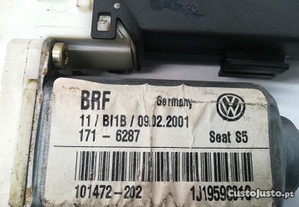 BRF Germany
11 / BI1B / 09.02.2001
171 - 6287 Seat S5
101472-202
CustoJusto.pt